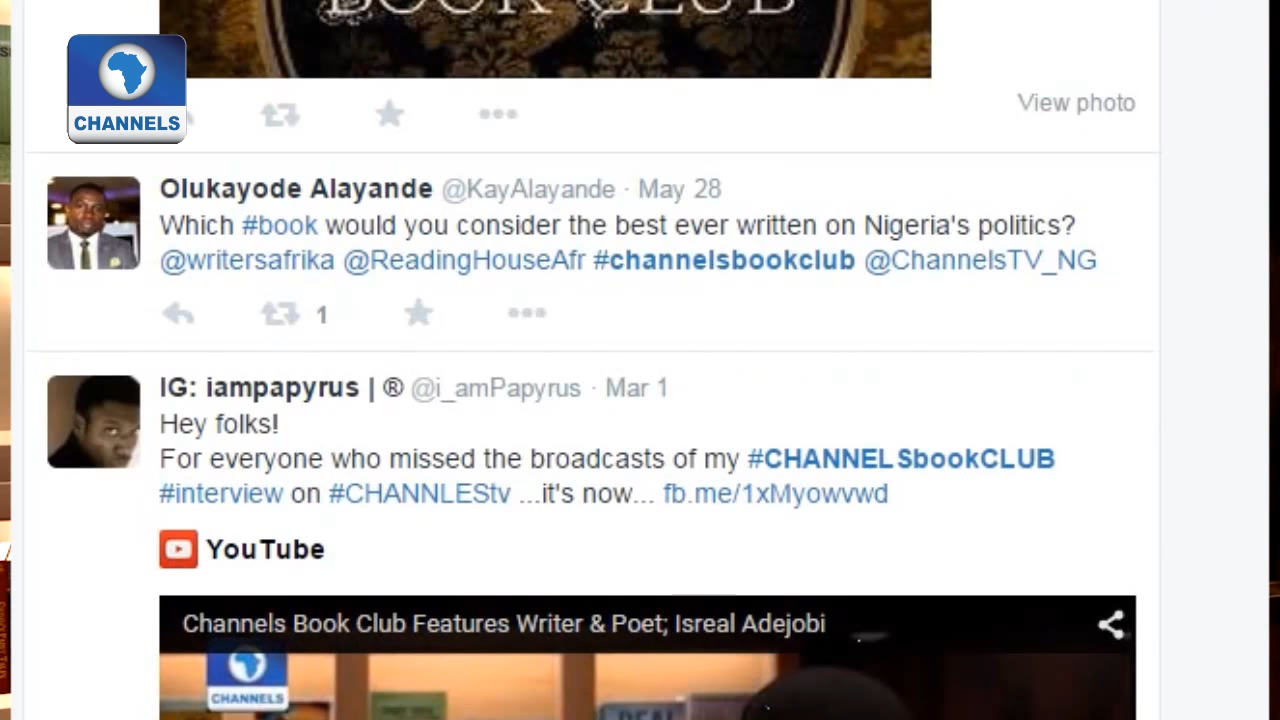 BOOK CLUB
CHANNELS
View photo
Olukayode Alayande @KayAlayande · May 28
Which #book would you consider the best ever written on Nigeria's politics?
@writersafrika @ReadingHouseAfr #channelsbookclub @ChannelsTV_NG
1
IG: iampapyrus | ® @i_amPapyrus · Mar 1
Hey folks!
For everyone who missed the broadcasts of my #CHANNELSbookCLUB
#interview on #CHANNLEStv ...it's now... fb.me/1xMyowvwd
YouTube
Channels Book Club Features Writer & Poet; Isreal Adejobi
CHANNELS